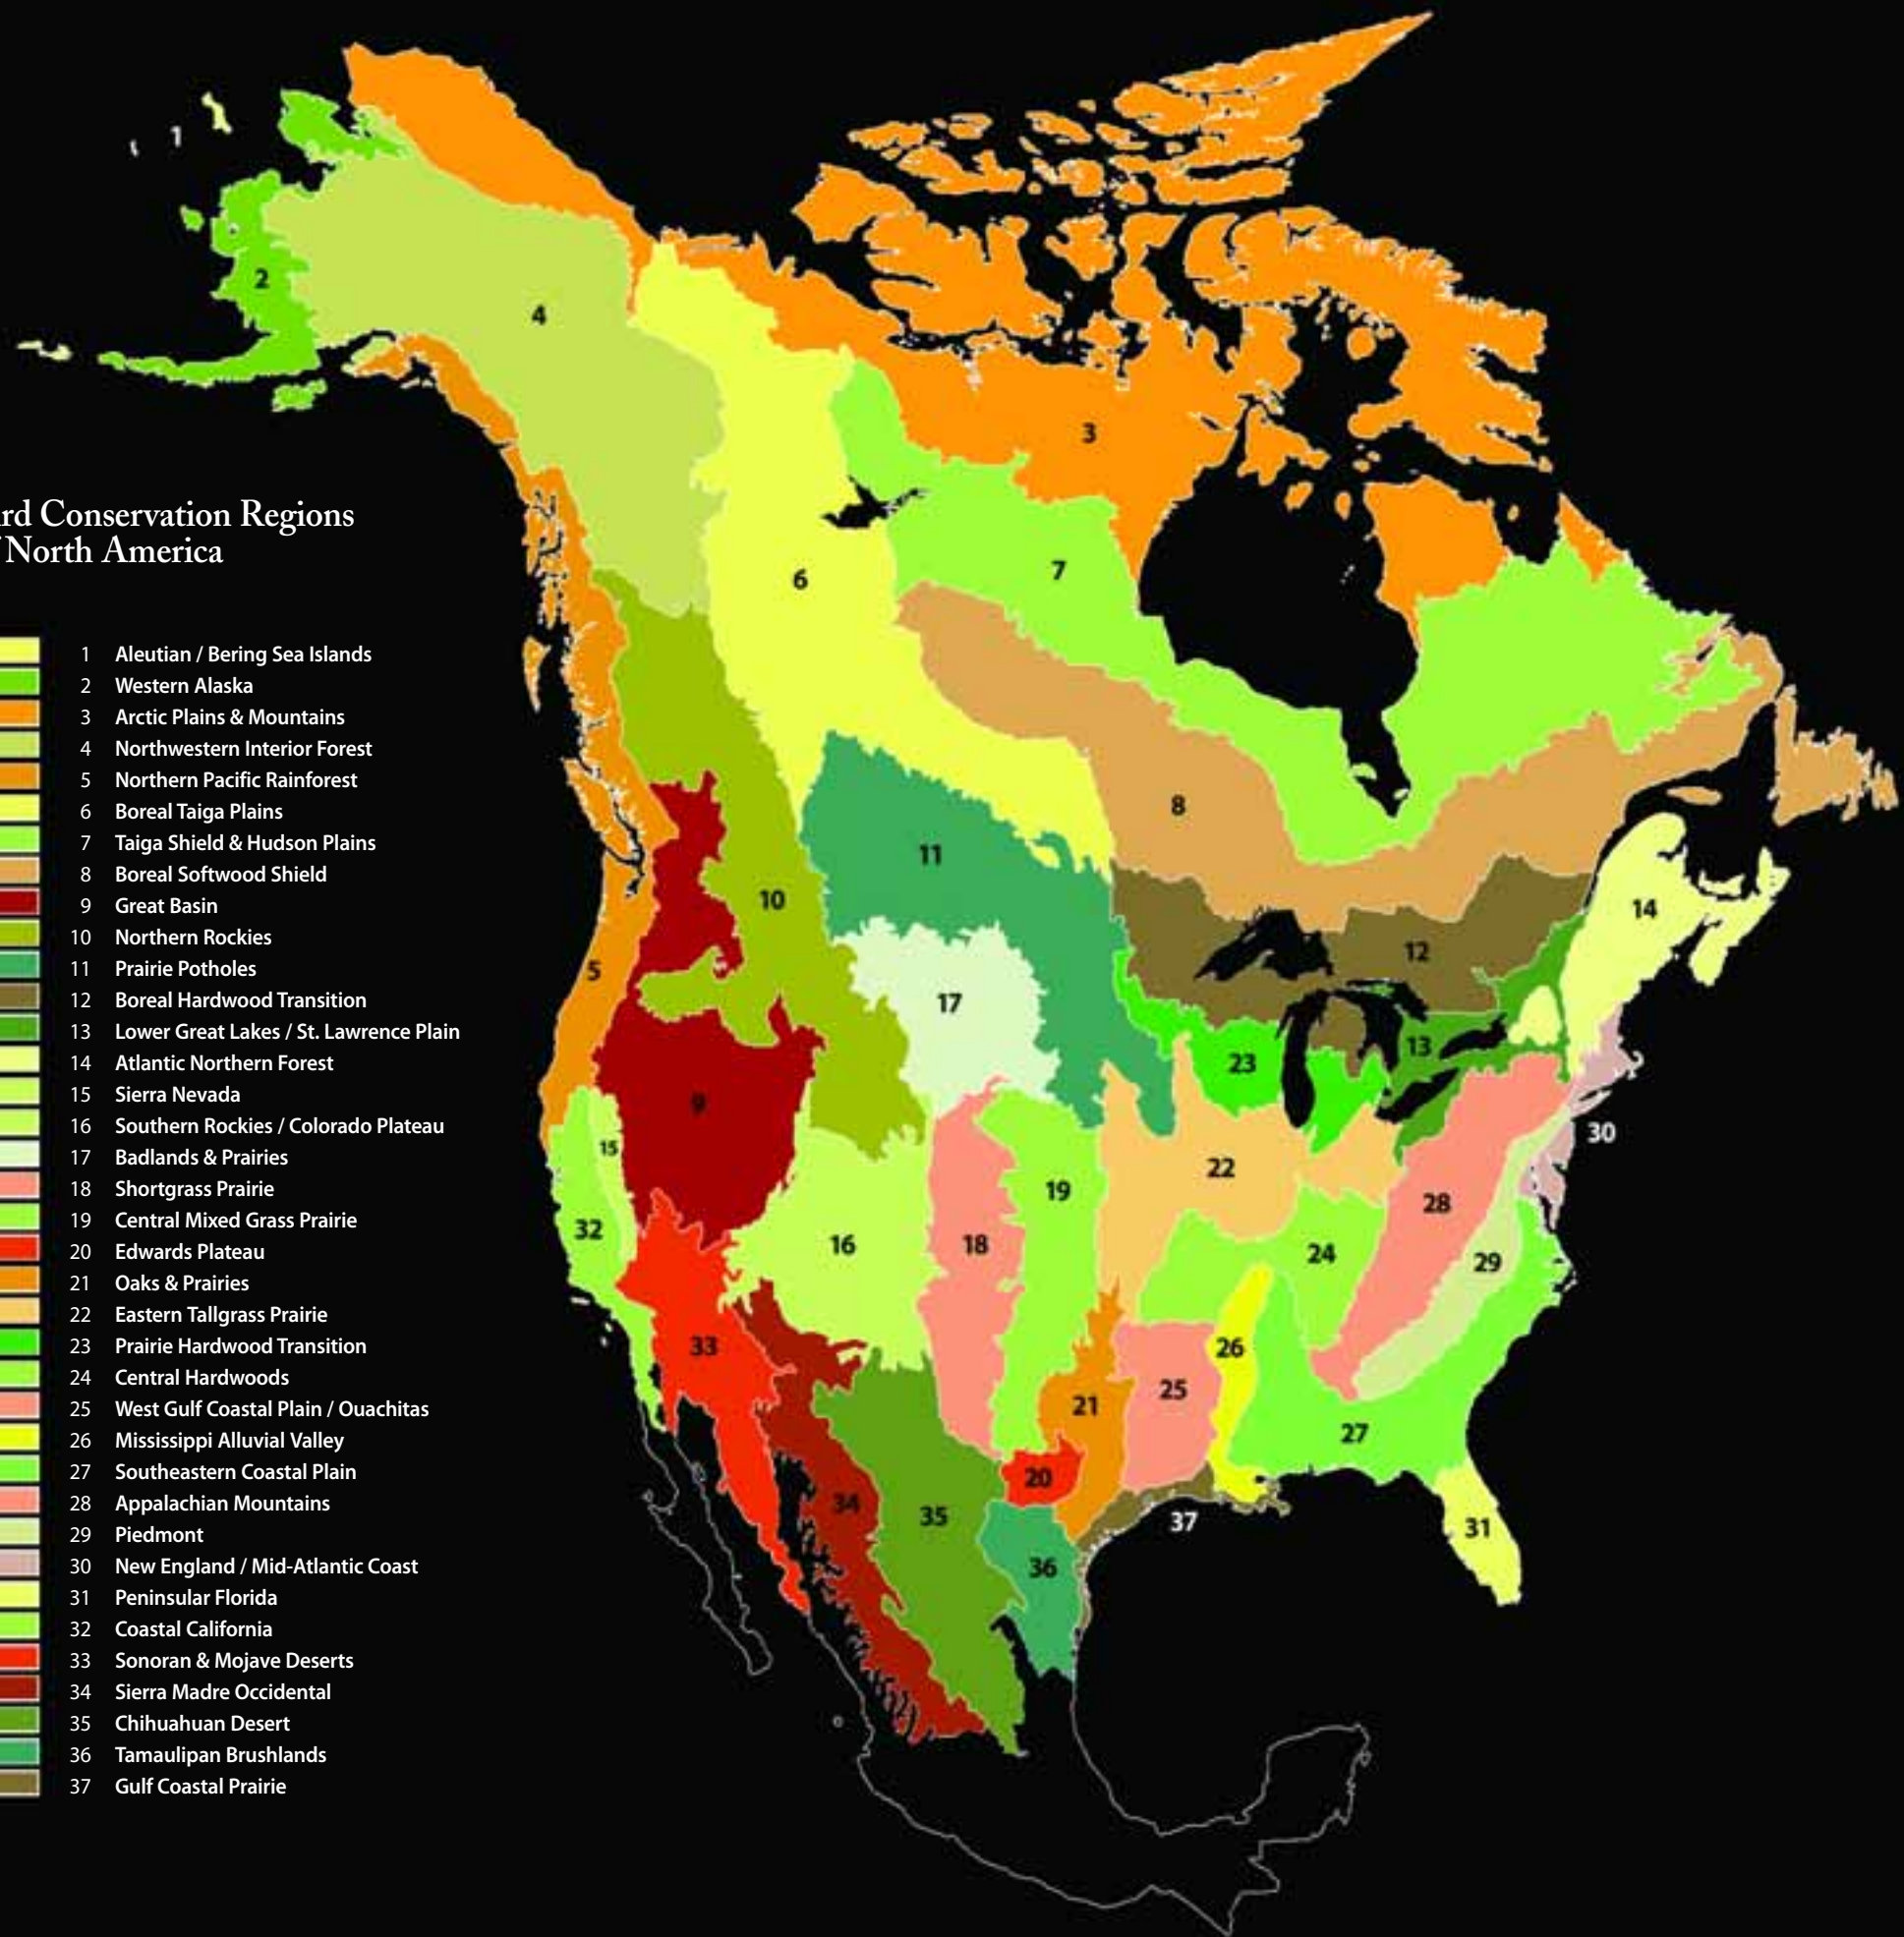 rd Conservation Regions
North America
1 Aleutian / Bering Sea Islands
2 Western Alaska
3 Arctic Plains & Mountains
4 Northwestern Interior Forest
5 Northern Pacific Rainforest
6 Boreal Taiga Plains
7 Taiga Shield & Hudson Plains
8 Boreal Softwood Shield
9 Great Basin
10 Northern Rockies
11 Prairie Potholes
12 Boreal Hardwood Transition
13 Lower Great Lakes / St. Lawrence Plain
14 Atlantic Northern Forest
15 Sierra Nevada
16 Southern Rockies / Colorado Plateau
17 Badlands & Prairies
18 Shortgrass Prairie
19 Central Mixed Grass Prairie
20 Edwards Plateau
21 Oaks & Prairies
22 Eastern Tallgrass Prairie
23 Prairie Hardwood Transition
24 Central Hardwoods
25 West Gulf Coastal Plain / Ouachitas
26 Mississippi Alluvial Valley
27 Southeastern Coastal Plain
28 Appalachian Mountains
29 Piedmont
30 New England / Mid-Atlantic Coast
31 Peninsular Florida
32 Coastal California
33 Sonoran & Mojave Deserts
34 Sierra Madre Occidental
35 Chihuahuan Desert
36 Tamaulipan Brushlands
37 Gulf Coastal Prairie
1
2
4
3
7
6
8
11
10
14
12
5
17
13
23
9
30
15
22
19
28
32
16
18
24
29
33
26
25
21
27
20
34
35
37
31
36